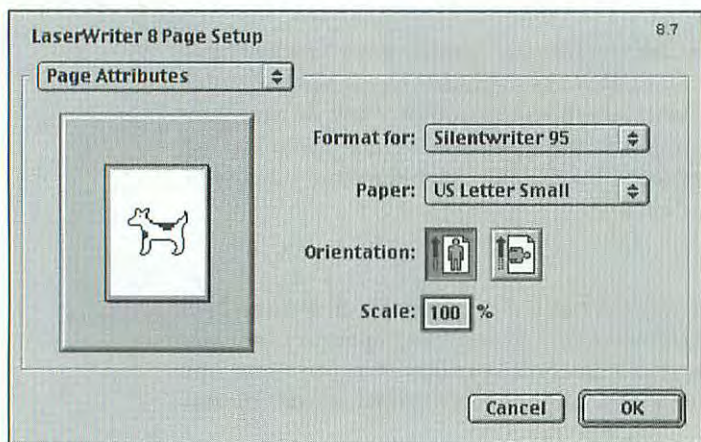 LaserWriter 8 Page Setup 8.7
Page Attributes
Format for: Silentwriter 95
Paper: US Letter Small
Orientation:
Scale: 100 %
Cancel OK